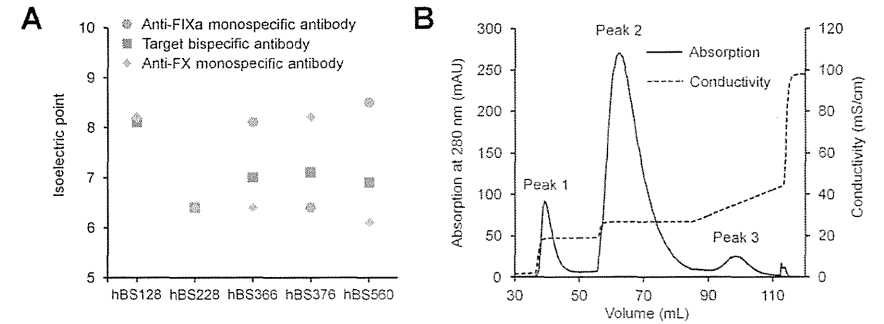 A
Anti-FIXa monospecific antibody
Target bispecific antibody
Anti-FX monospecific antibody
Isoelectric point
10
9
8
7
6
5
hBS128 hBS228 hBS366 hBS376 hBS560
B
Absorption at 280 nm (mAU)
300
250
200
150
100
50
0
Peak 1
Peak 2
Peak 3
Absorption
Conductivity
120
100
80
60
40
20
0
Conductivity (mS/cm)
30 50 70 90 110
Volume (mL)